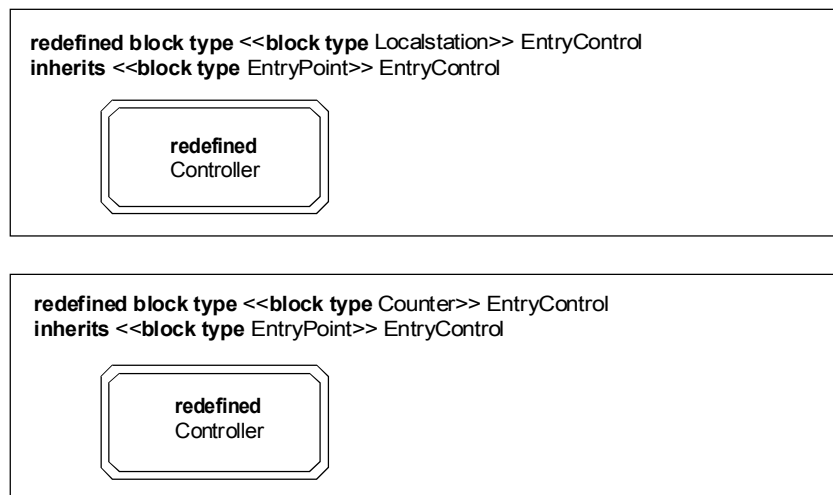 redefined block type <<block type Localstation>> EntryControl
inherits <<block type EntryPoint>> EntryControl
redefined
Controller
redefined block type <<block type Counter>> EntryControl
inherits <<block type EntryPoint>> EntryControl
redefined
Controller